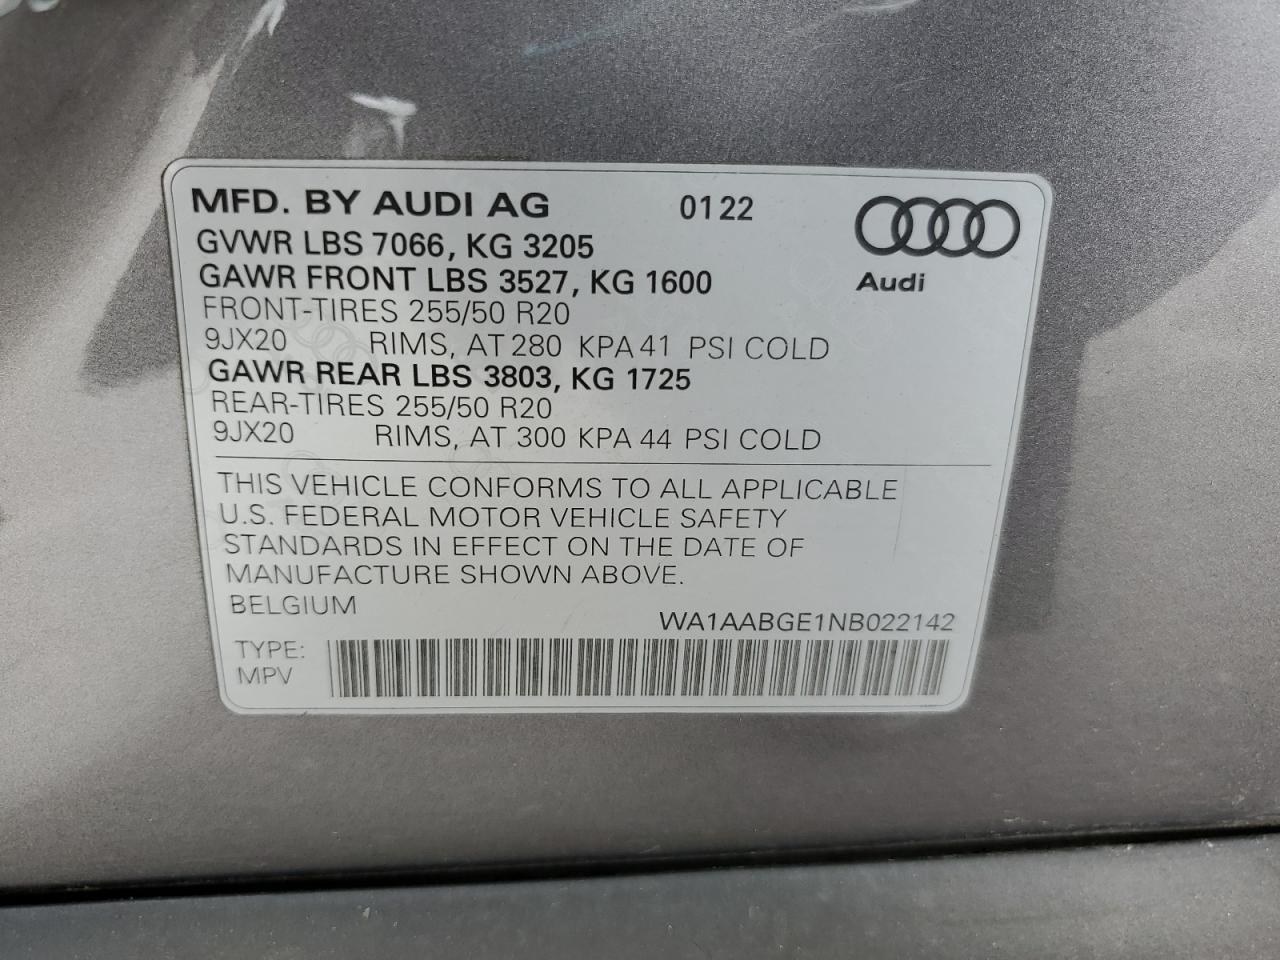 MFD. BY AUDI AG 0122
Audi
GVWR LBS 7066, KG 3205
GAWR FRONT LBS 3527, KG 1600
FRONT-TIRES 255/50 R20
9JX20 RIMS, AT 280 KPA 41 PSI COLD
GAWR REAR LBS 3803, KG 1725
REAR-TIRES 255/50 R20
9JX20 RIMS, AT 300 KPA 44 PSI COLD
THIS VEHICLE CONFORMS TO ALL APPLICABLE
U.S. FEDERAL MOTOR VEHICLE SAFETY
STANDARDS IN EFFECT ON THE DATE OF
MANUFACTURE SHOWN ABOVE.
BELGIUM WA1AABGE1NB022142
TYPE:
MPV